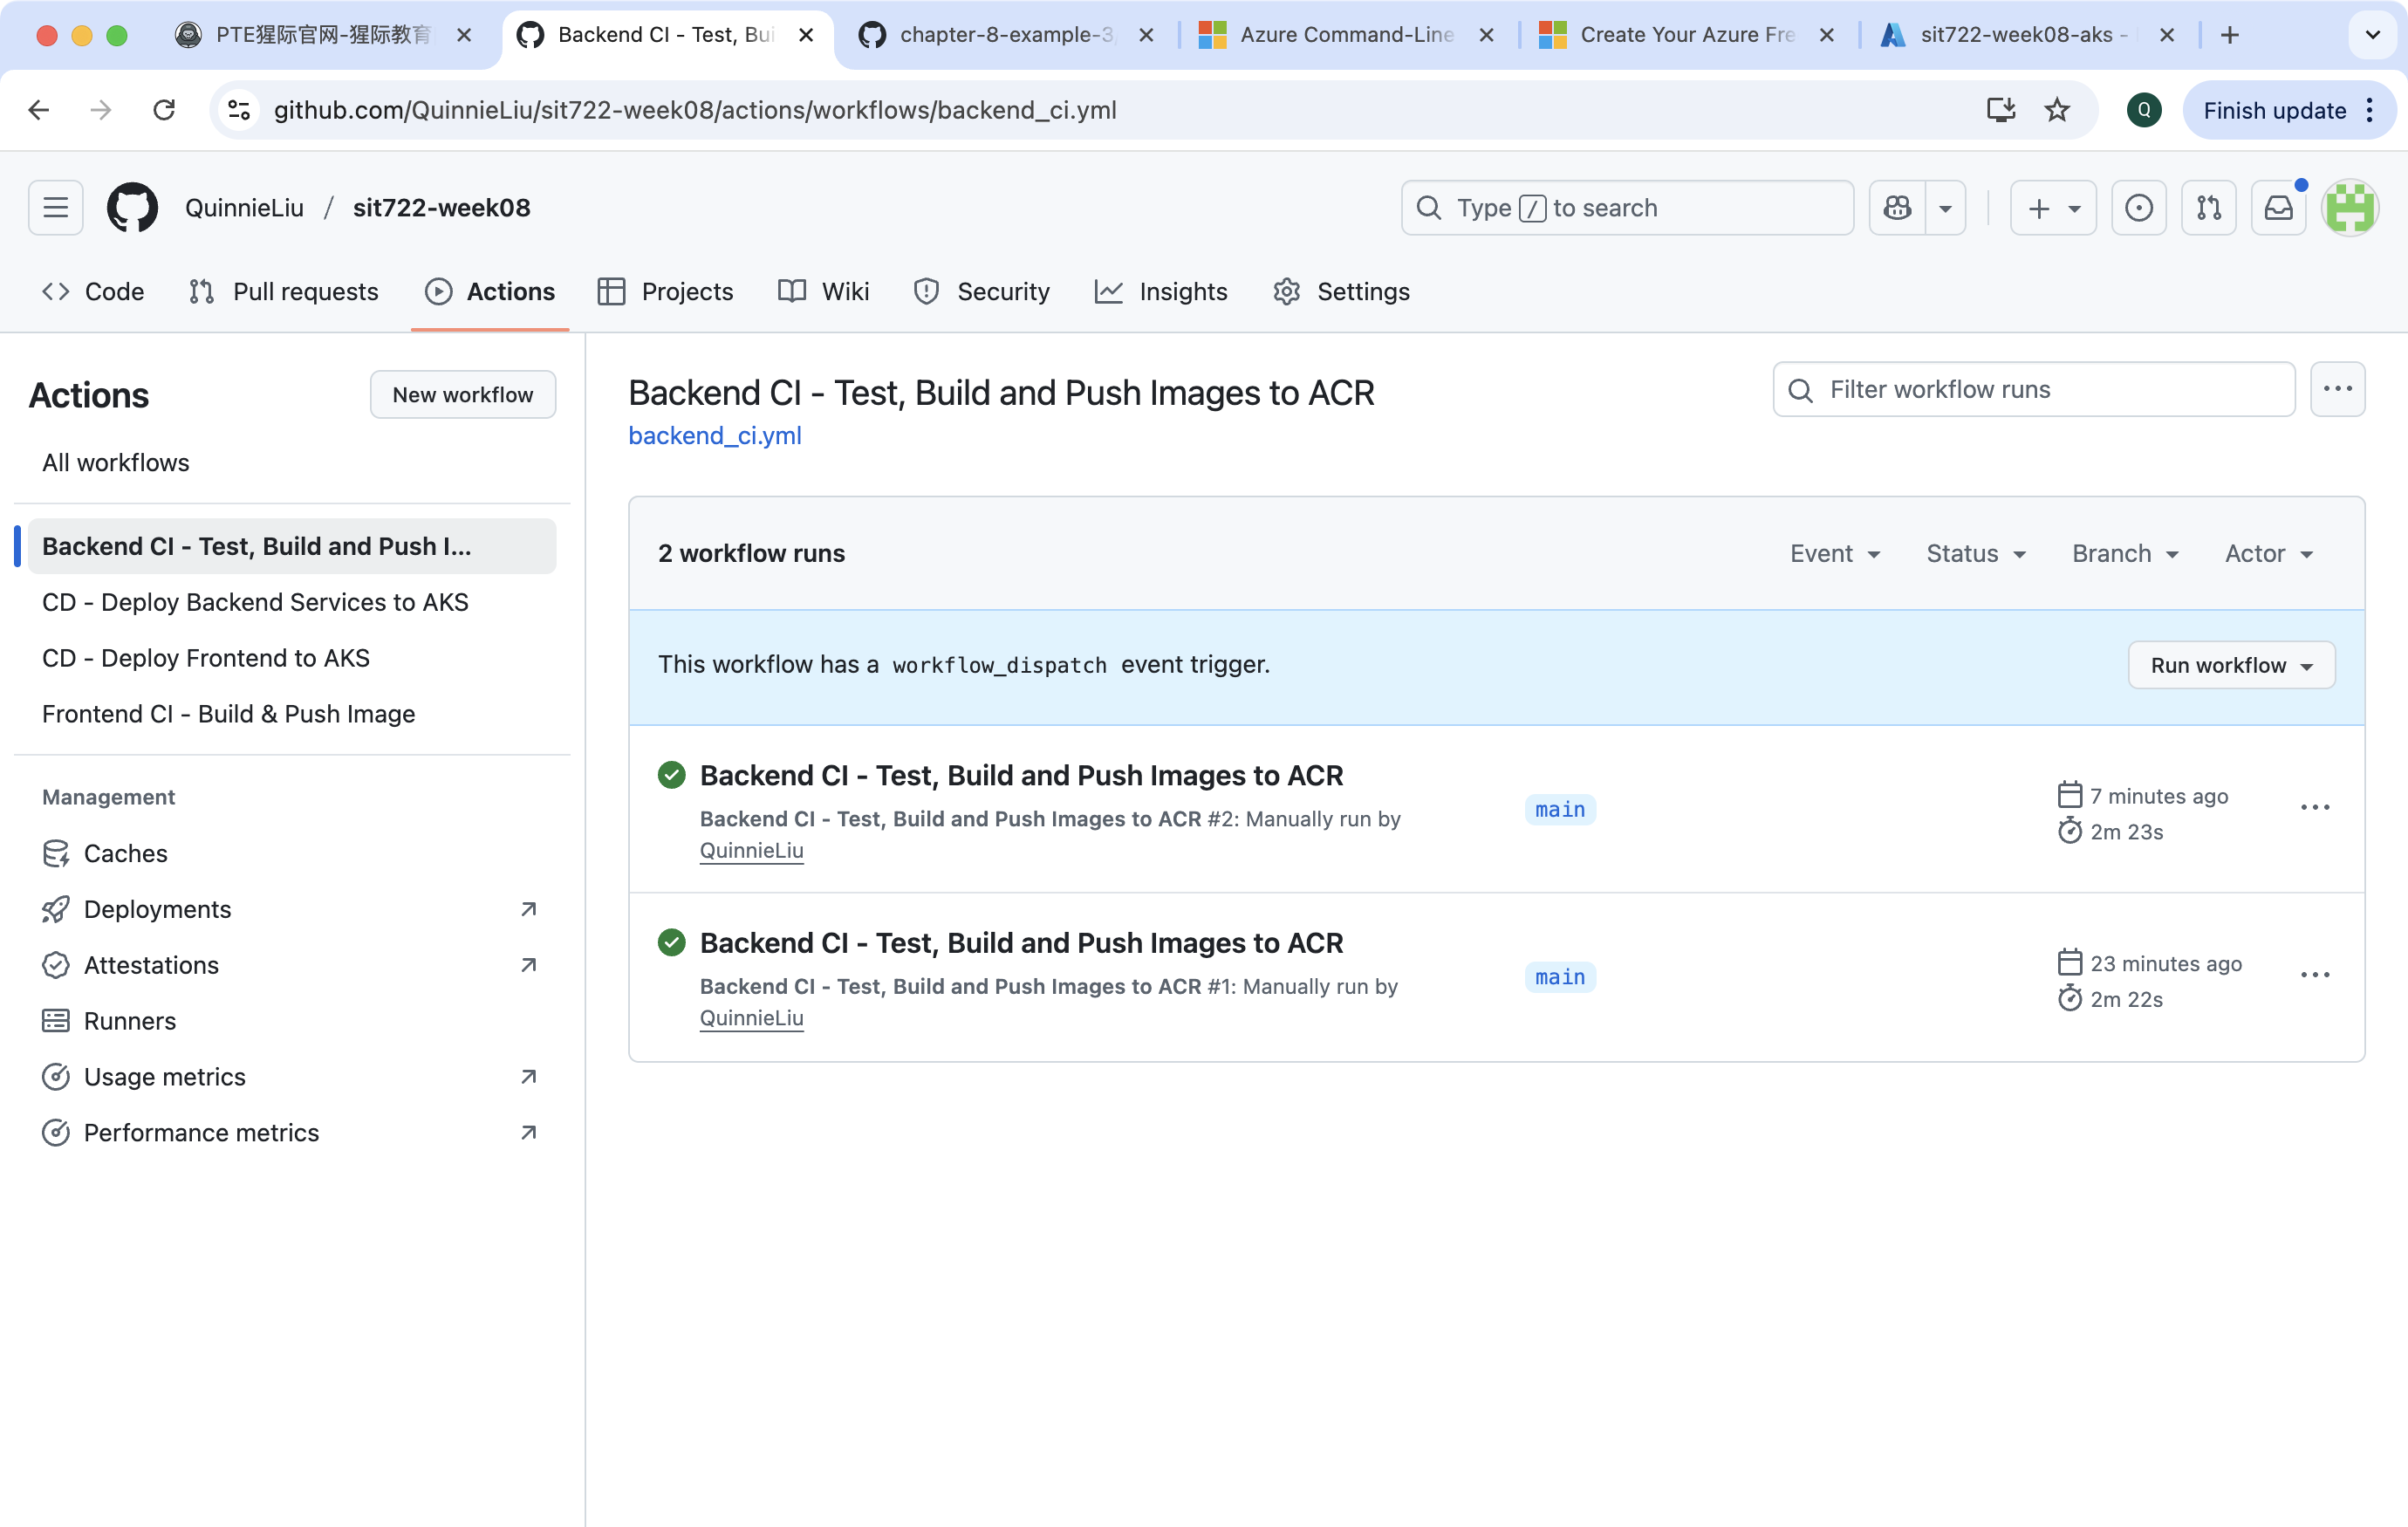 PTE猩际官网-猩际教育
Backend CI - Test, Bui
chapter-8-example-3
Azure Command-Line
Create Your Azure Fre
sit722-week08-aks -
github.com/QuinnieLiu/sit722-week08/actions/workflows/backend_ci.yml
Q
Finish update
QuinnieLiu / sit722-week08
Type / to search
Code
Pull requests
Actions
Projects
Wiki
Security
Insights
Settings
Actions
New workflow
All workflows
Backend CI - Test, Build and Push I...
CD - Deploy Backend Services to AKS
CD - Deploy Frontend to AKS
Frontend CI - Build & Push Image
Management
Caches
Deployments
Attestations
Runners
Usage metrics
Performance metrics
Backend CI - Test, Build and Push Images to ACR
backend_ci.yml
Filter workflow runs
2 workflow runs
Event
Status
Branch
Actor
This workflow has a workflow_dispatch event trigger.
Run workflow
Backend CI - Test, Build and Push Images to ACR
Backend CI - Test, Build and Push Images to ACR #2: Manually run by
QuinnieLiu
main
7 minutes ago
2m 23s
Backend CI - Test, Build and Push Images to ACR
Backend CI - Test, Build and Push Images to ACR #1: Manually run by
QuinnieLiu
main
23 minutes ago
2m 22s